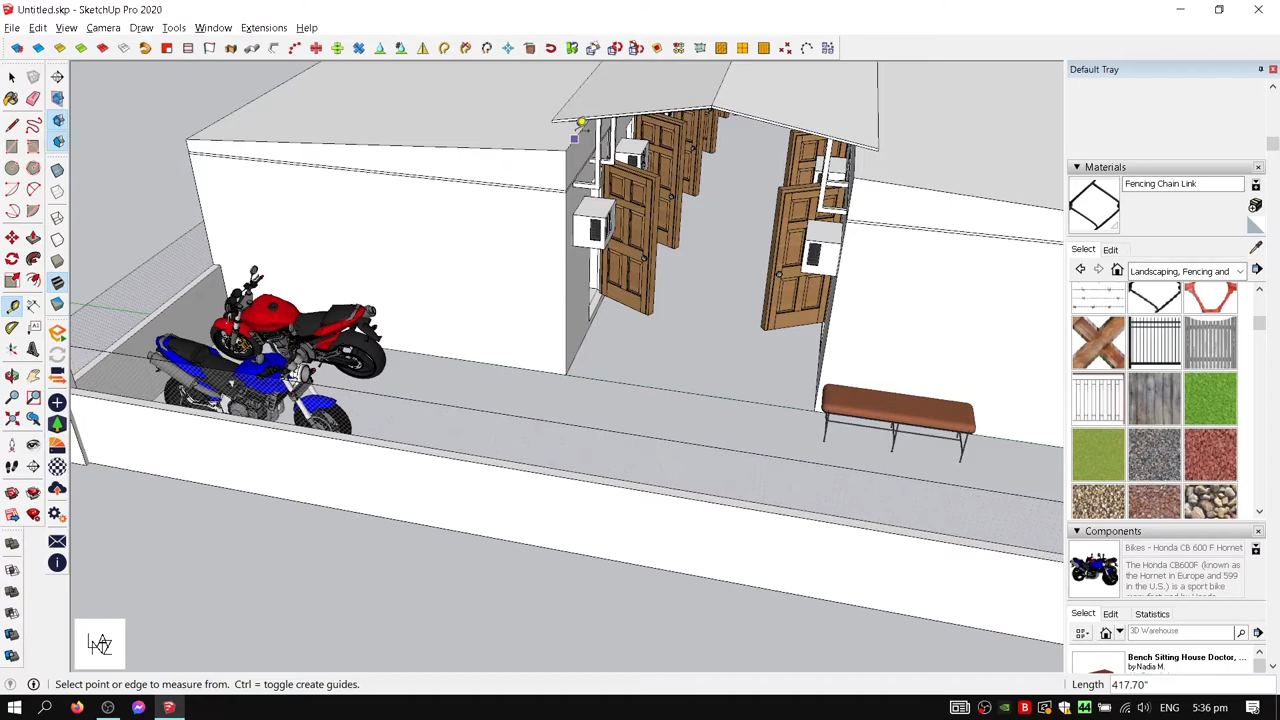 Untitled.skp - SketchUp Pro 2020
File Edit View Camera Draw Tools Window Extensions Help
Default Tray
Materials
Fencing Chain Link
Select Edit
Landscaping, Fencing and
Components
Bikes - Honda CB 600 F Hornet
The Honda CB600F (known as
the Hornet in Europe and 599
in the U.S.) is a sport bike
Select Edit Statistics
3D Warehouse
Bench Sitting House Doctor, ...
by Nadia M.
Select point or edge to measure from. Ctrl = toggle create guides.
Length 417.70"
44
ENG
5:36 pm